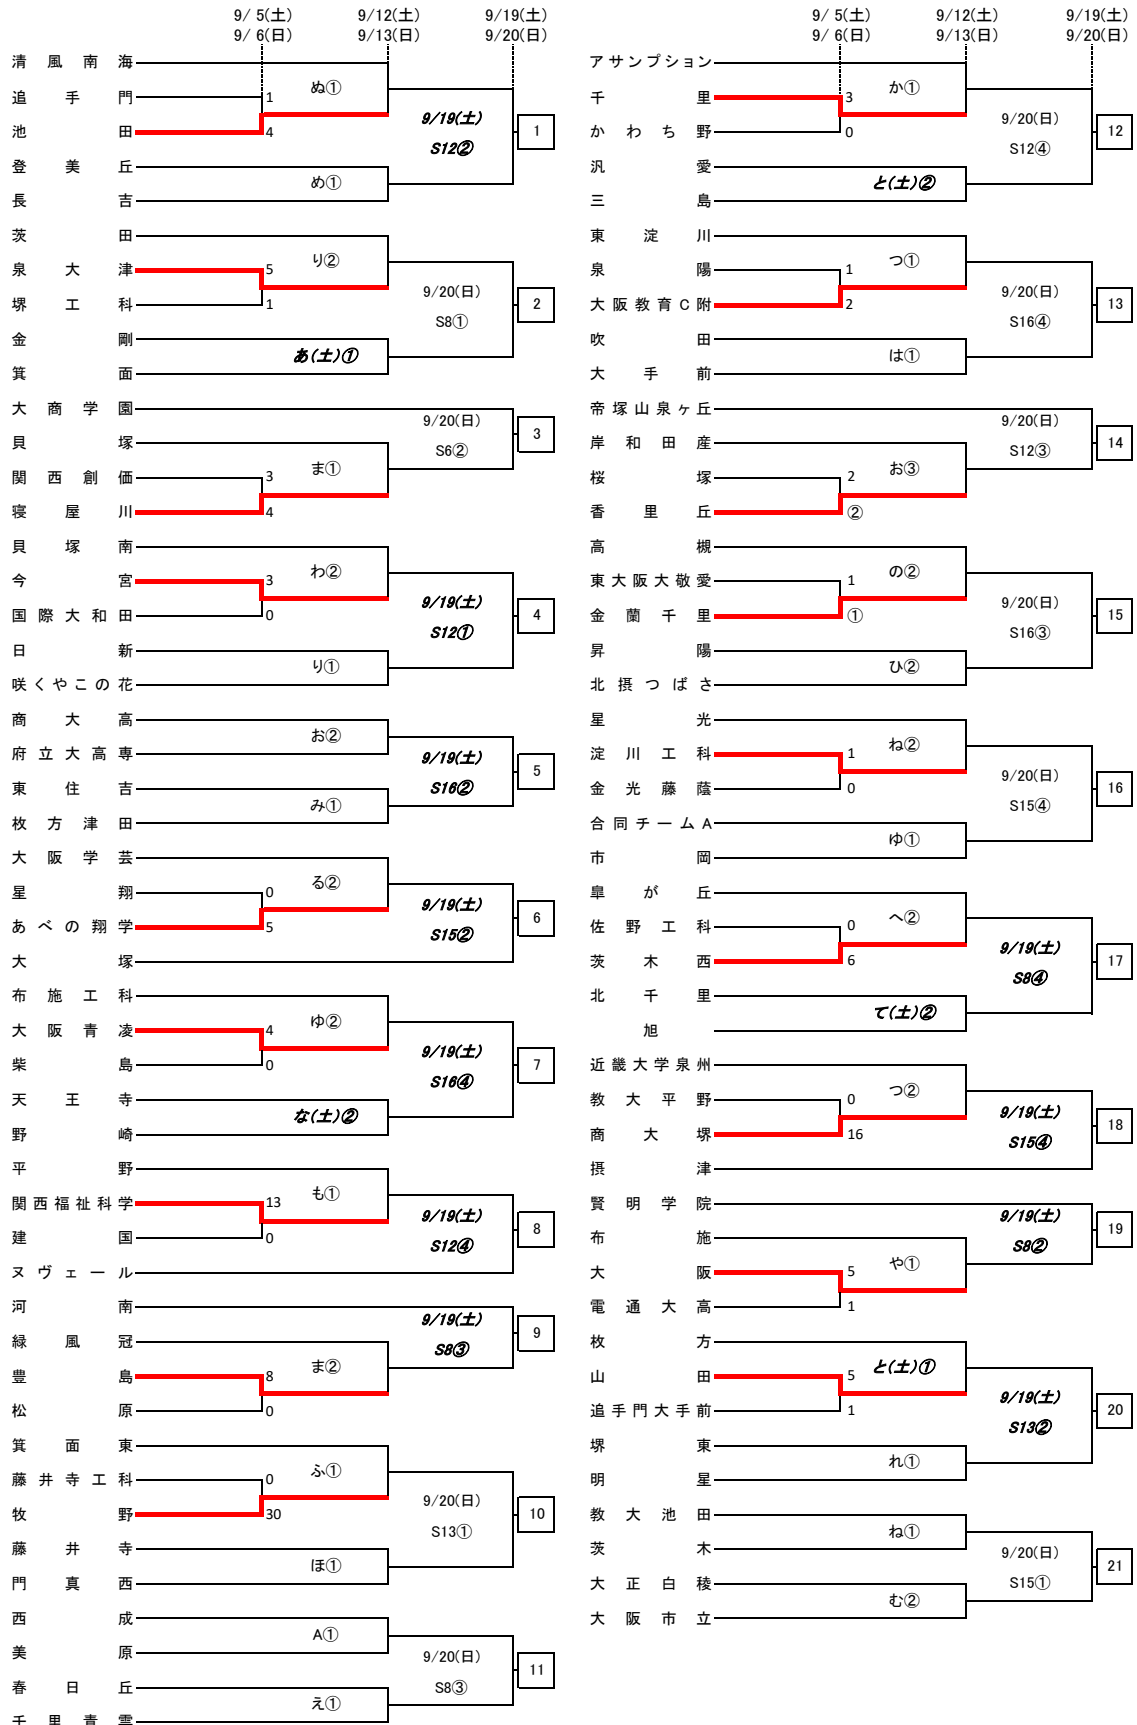 9/ 5(土) 9/12(土) 9/19(土)
9/ 6(日) 9/13(日) 9/20(日)
清風南海
ぬ①
追手門 1
9/19(土)
池田 4
1
S12②
登美丘
め①
長吉
茨田
り②
泉大津 5
9/20(日)
堺工科 1
2
S8①
金剛
あ(土)①
箕面
大商学園
9/20(日)
3
貝塚
S6②
ま①
関西創価 3
寝屋川 4
貝塚南
わ②
今宮 3
9/19(土)
国際大和田 0
4
S12①
日新
り①
咲くやこの花
商大高
お②
府立大高専
9/19(土)
5
東住吉
S16②
み①
枚方津田
大阪学芸
る②
星翔 0
9/19(土)
6
あべの翔学 5
S15②
大塚
布施工科
ゆ②
大阪青凌 4
9/19(土)
柴島 0
7
S16④
天王寺
な(土)②
野崎
平野
も①
関西福祉科学 13
9/19(土)
8
建国 0
S12④
ヌヴェール
河南
9/19(土)
9
緑風冠
S8③
ま②
豊島 8
松原 0
箕面東
ふ①
藤井寺工科 0
9/20(日)
牧野 30
10
S13①
藤井寺
ほ①
門真西
西成
A①
美原
9/20(日)
11
春日丘
S8③
え①
千里青雲
9/ 5(土) 9/12(土) 9/19(土)
9/ 6(日) 9/13(日) 9/20(日)
アサンプション
か①
千里 3
9/20(日)
かわち野 0
12
S12④
汎愛
と(土)②
三島
東淀川
つ①
泉陽 1
9/20(日)
大阪教育C附 2
13
S16④
吹田
は①
大手前
帝塚山泉ヶ丘
9/20(日)
14
岸和田産
S12③
お③
桜塚 2
香里丘 ②
高槻
の②
東大阪大敬愛 1
9/20(日)
金蘭千里 ①
15
S16③
昇陽
ひ②
北摂つばさ
星光
ね②
淀川工科 1
9/20(日)
金光藤蔭 0
16
S15④
合同チームA
ゆ①
市岡
皐が丘
へ②
佐野工科 0
9/19(土)
茨木西 6
17
S8④
北千里
て(土)②
旭
近畿大学泉州
つ②
教大平野 0
9/19(土)
18
商大堺 16
S15④
摂津
賢明学院
9/19(土)
19
布施
S8②
や①
大阪 5
電通大高 1
枚方
と(土)①
山田 5
9/19(土)
追手門大手前 1
20
S13②
堺東
れ①
明星
教大池田
ね①
茨木
9/20(日)
21
大正白稜
S15①
む②
大阪市立